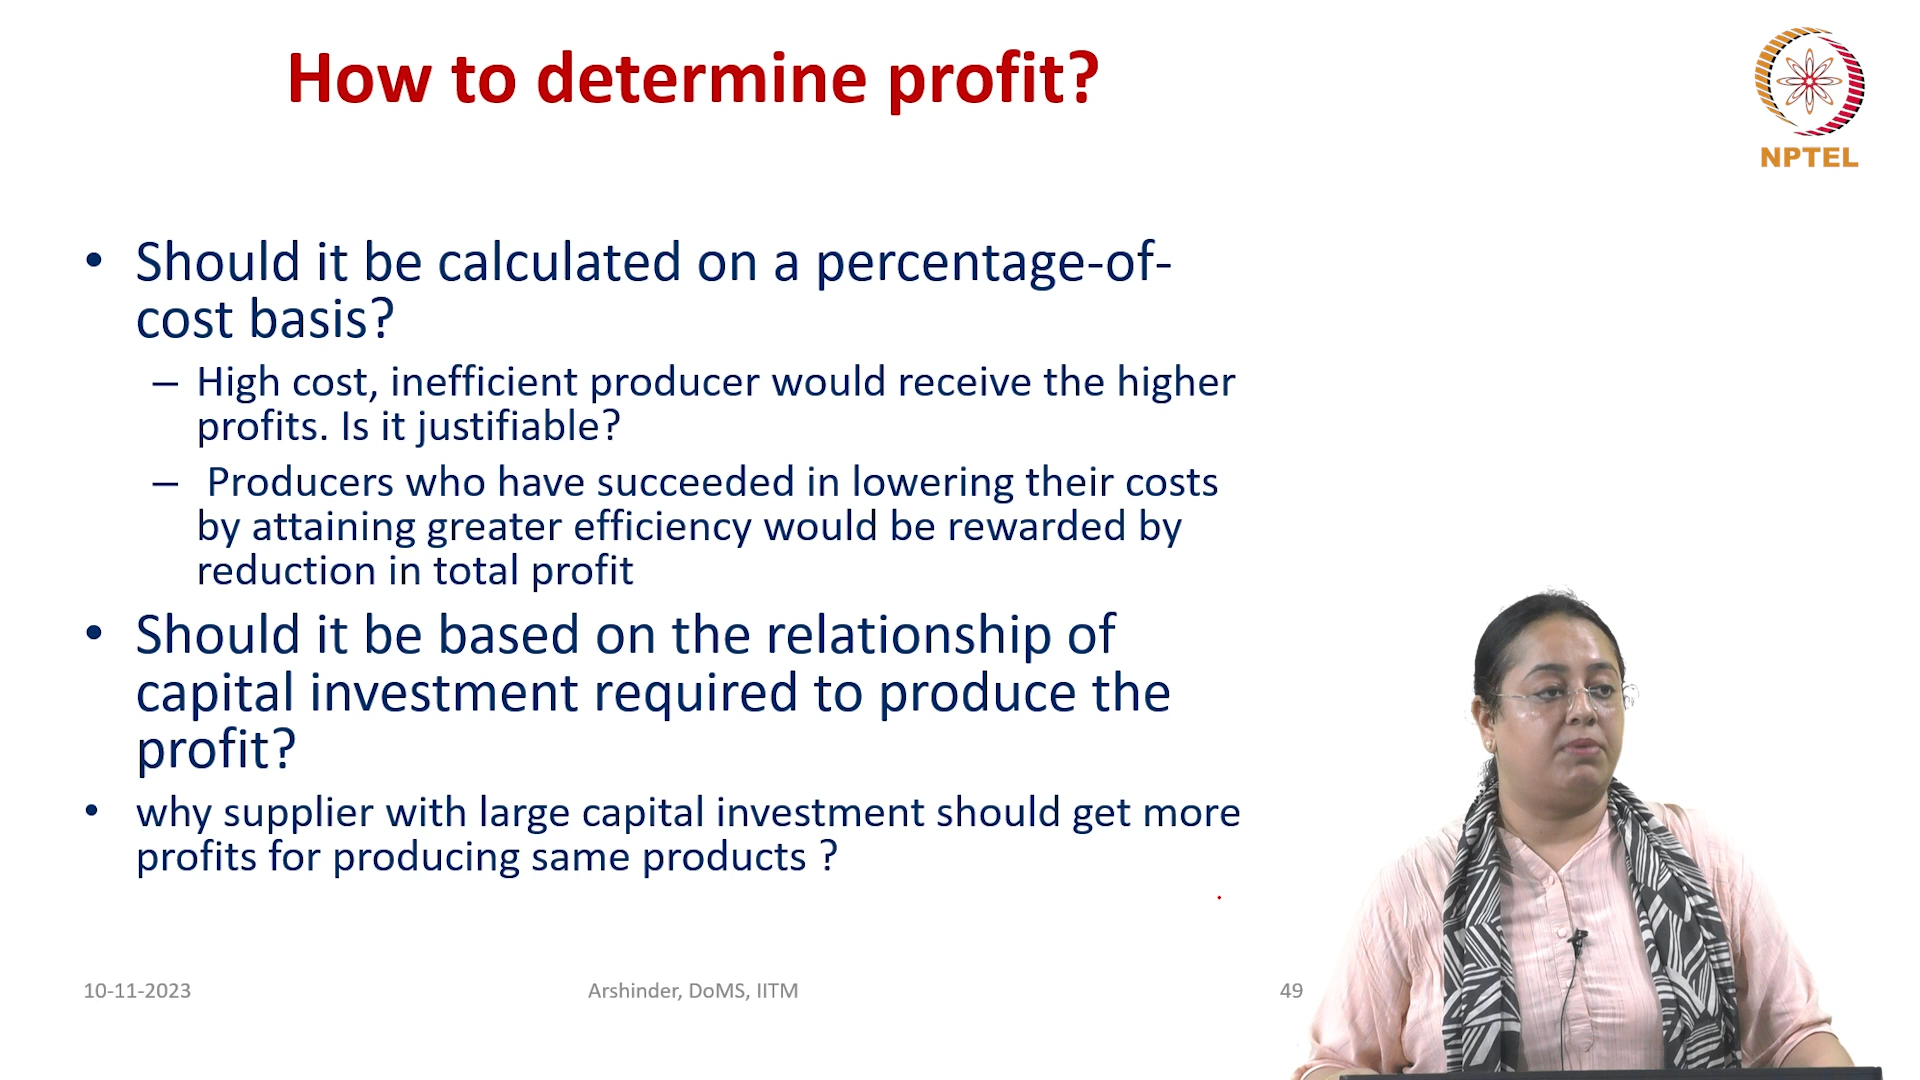 How to determine profit?
NPTEL
• Should it be calculated on a percentage-of-
cost basis?
– High cost, inefficient producer would receive the higher
profits. Is it justifiable?
– Producers who have succeeded in lowering their costs
by attaining greater efficiency would be rewarded by
reduction in total profit
• Should it be based on the relationship of
capital investment required to produce the
profit?
• why supplier with large capital investment should get more
profits for producing same products ?
10-11-2023
Arshinder, DoMS, IITM
49